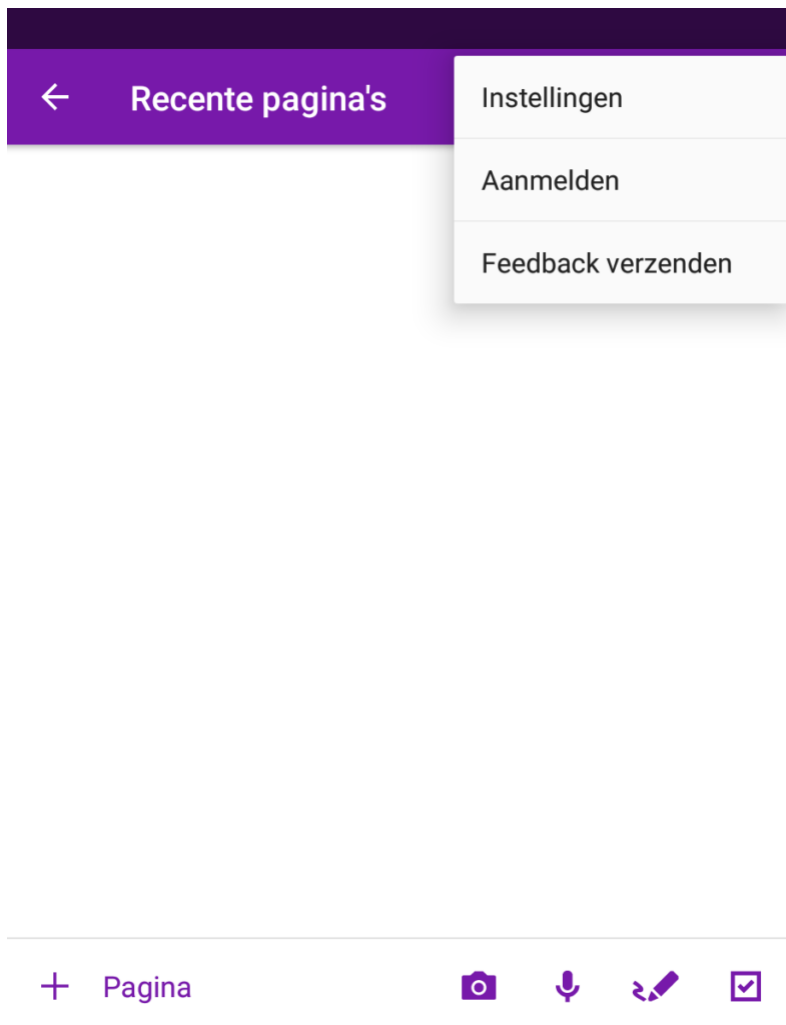 Recente pagina's
Instellingen
Aanmelden
Feedback verzenden
Pagina